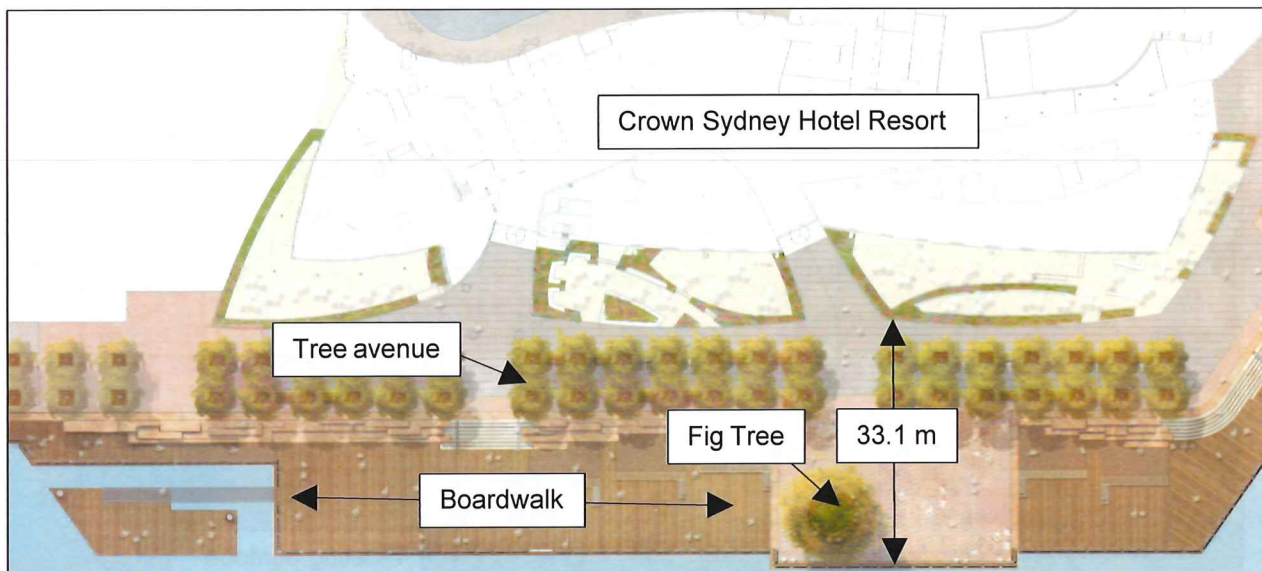 Crown Sydney Hotel Resort
Tree avenue
Fig Tree
33.1 m
Boardwalk